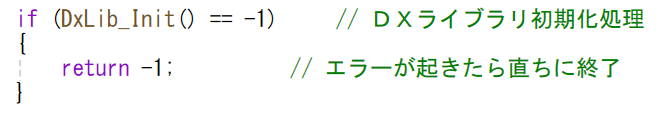 if (DxLib_Init() == -1)     // ＤＸライブラリ初期化処理
{
    return -1;          // エラーが起きたら直ちに終了
}